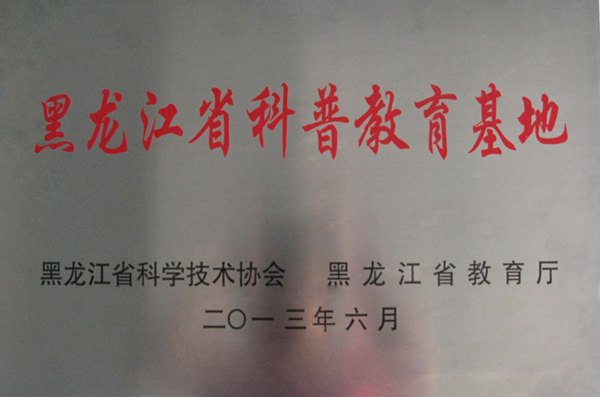 黑龙江省科普教育基地
黑龙江省科学技术协会 黑龙江省教育厅
二〇一三年六月